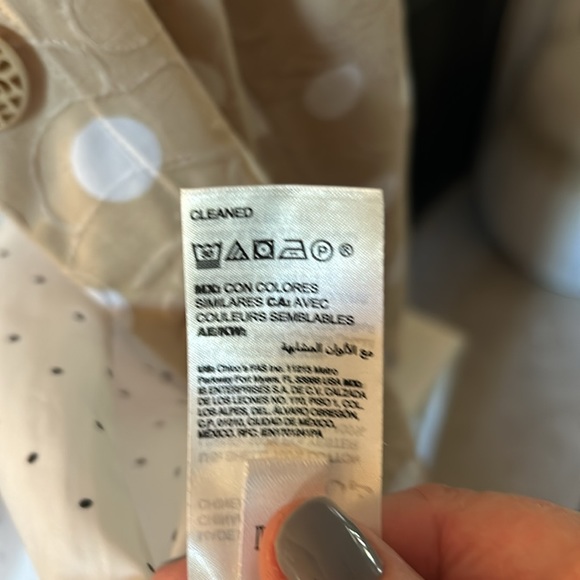 CLEANED
MX: CON COLORES
SIMILARES CA: AVEC
COULEURS SEMBLABLES
AE/KW:
مع الألوان المشابهة
US: Chico's FAS Inc. 11215 Metro
Parkway Fort Myers, FL 33966 USA MX:
IS ENTERPRISES S.A. DE C.V. CALZADA
DE LOS LEONES NO. 117, PISO 1, COL.
LOS ALPES, DEL. ÁLVARO OBREGÓN,
C.P. 01010, CIUDAD DE MÉXICO,
MÉXICO. RFC: